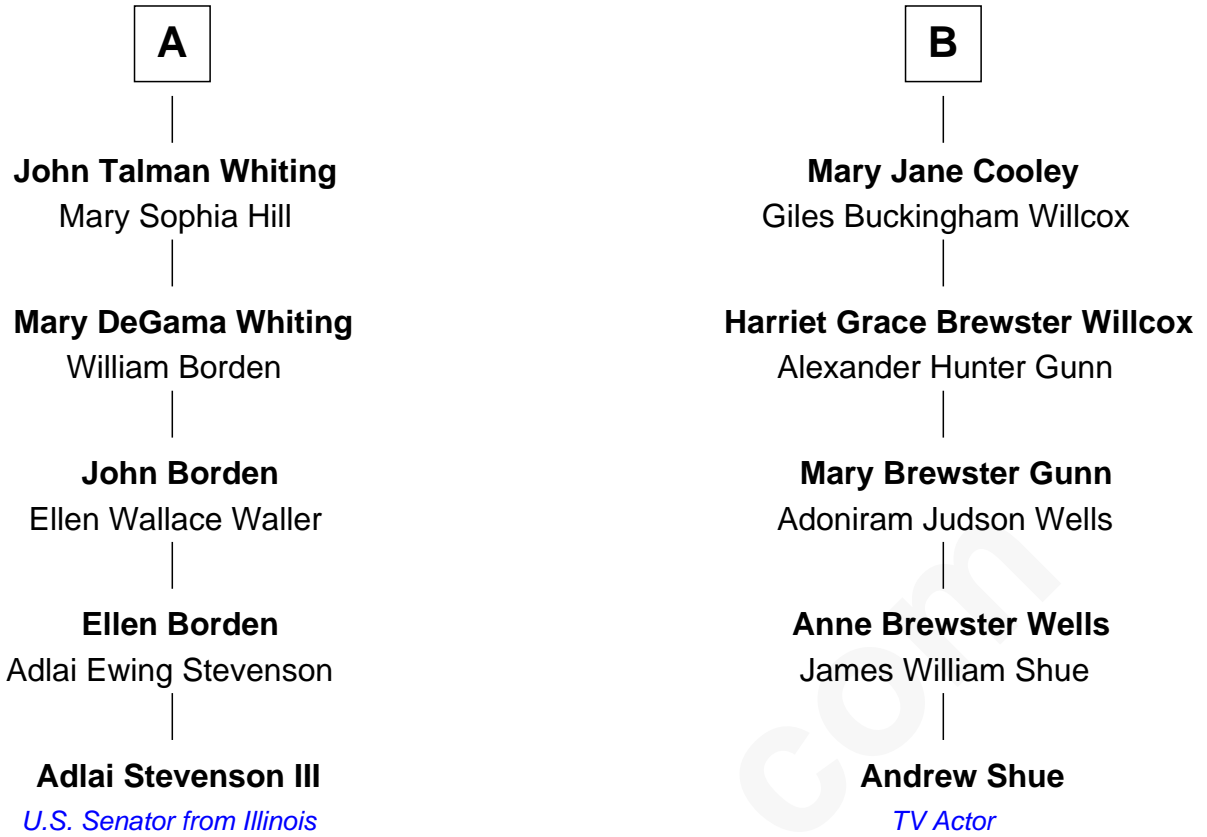 A
John Talman Whiting
Mary Sophia Hill
Mary DeGama Whiting
William Borden
John Borden
Ellen Wallace Waller
Ellen Borden
Adlai Ewing Stevenson
Adlai Stevenson III
U.S. Senator from Illinois
B
Mary Jane Cooley
Giles Buckingham Willcox
Harriet Grace Brewster Willcox
Alexander Hunter Gunn
Mary Brewster Gunn
Adoniram Judson Wells
Anne Brewster Wells
James William Shue
Andrew Shue
TV Actor
com